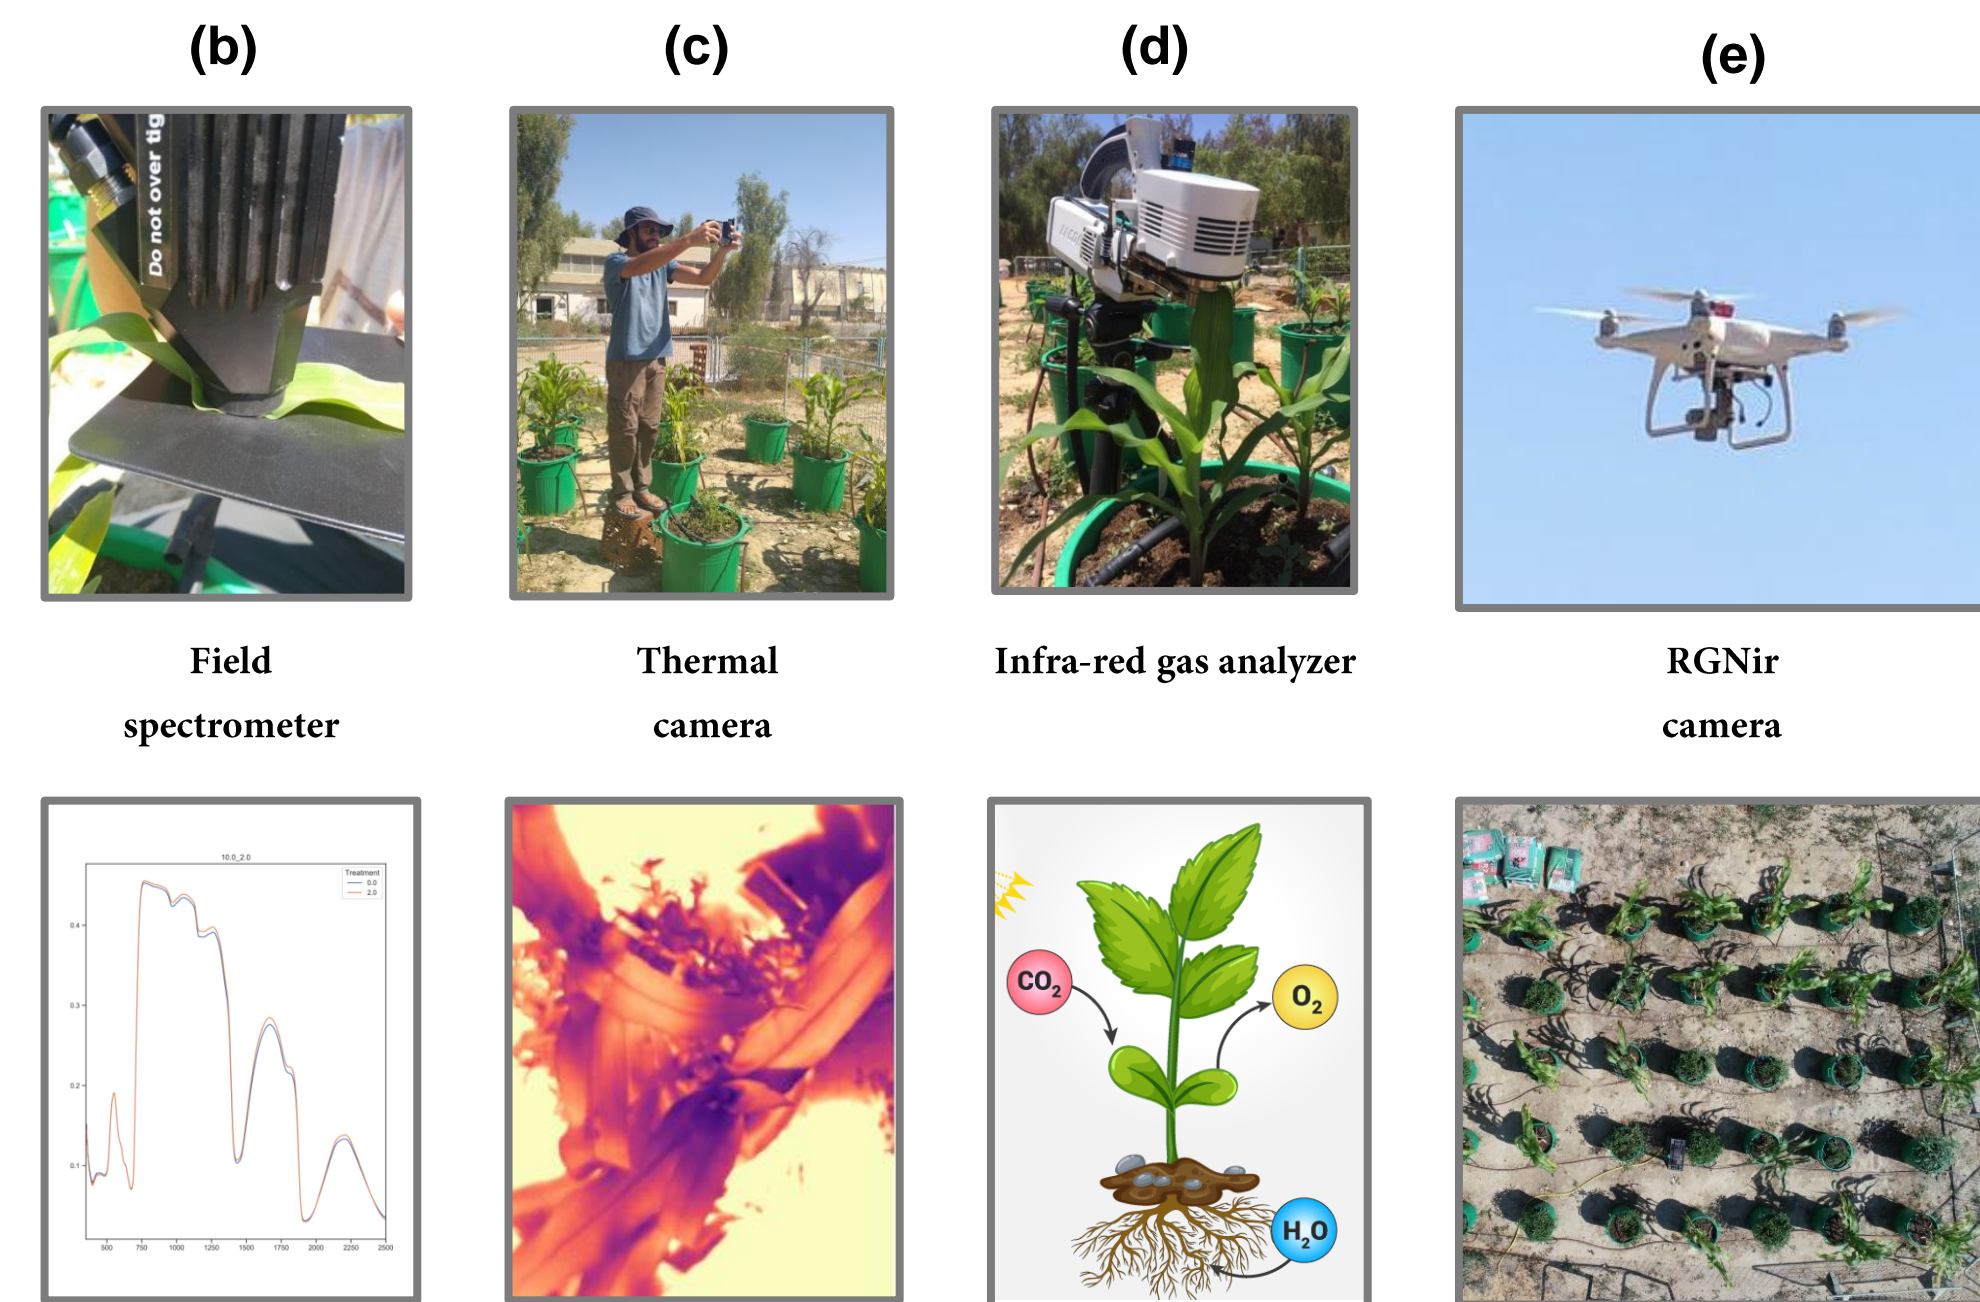 (b)
(c)
(d)
(e)
Do not over tig
Field
spectrometer
Thermal
camera
Infra-red gas analyzer
RGNir
camera
10.0_2.0
Treatment
0.0
2.0
0.4
0.3
0.2
0.1
500
750
1000
1250
1500
1750
2000
2250
2500
CO₂
O₂
H₂O